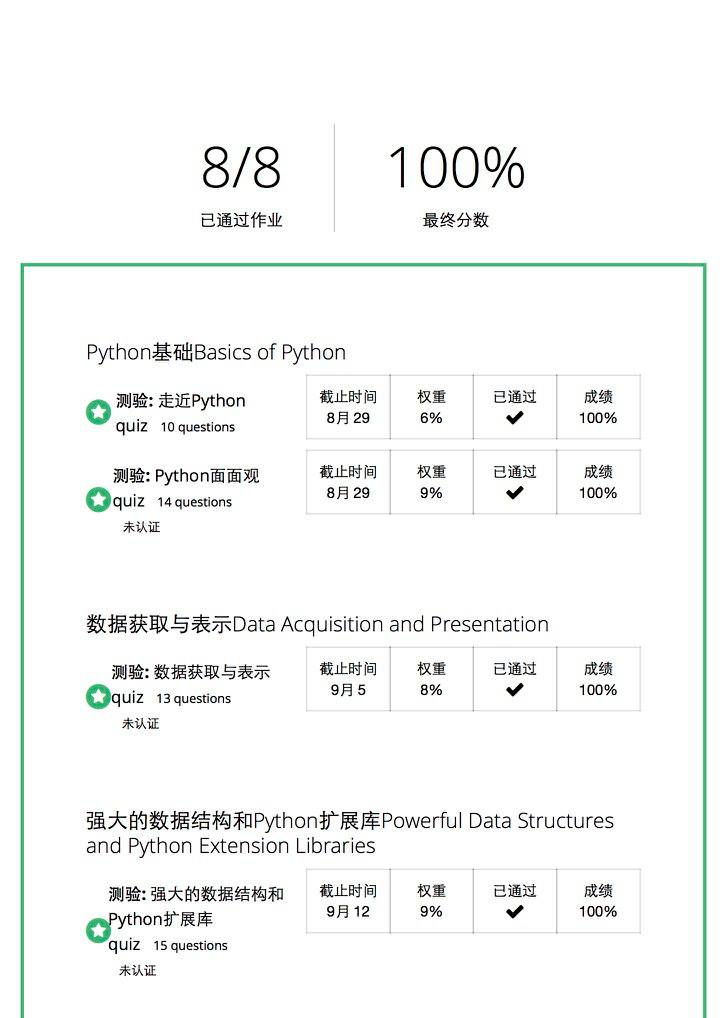 8/8
已通过作业
100%
最终分数
Python基础Basics of Python
测验: 走近Python
quiz 10 questions
截止时间 权重 已通过 成绩
8月 29 6% ✔ 100%
测验: Python面面观
quiz 14 questions
未认证
截止时间 权重 已通过 成绩
8月 29 9% ✔ 100%
数据获取与表示Data Acquisition and Presentation
测验: 数据获取与表示
quiz 13 questions
未认证
截止时间 权重 已通过 成绩
9月 5 8% ✔ 100%
强大的数据结构和Python扩展库Powerful Data Structures
and Python Extension Libraries
测验: 强大的数据结构和
Python扩展库
quiz 15 questions
未认证
截止时间 权重 已通过 成绩
9月 12 9% ✔ 100%